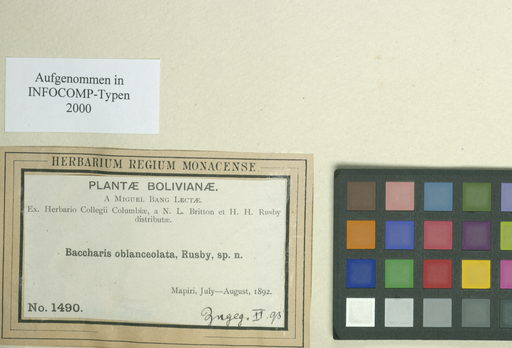 Aufgenommen in
INFOCOMP-Typen
2000
HERBARIUM REGIUM MONACENSE
PLANTÆ BOLIVIANÆ.
A MIGUEL BANG LECTÆ.
Ex. Herbario Collegii Columbiæ, a N. L. Britton et H. H. Rusby
distributæ.
Baccharis oblanceolata, Rusby, sp. n.
Mapiri, July—August, 1892.
No. 1490.